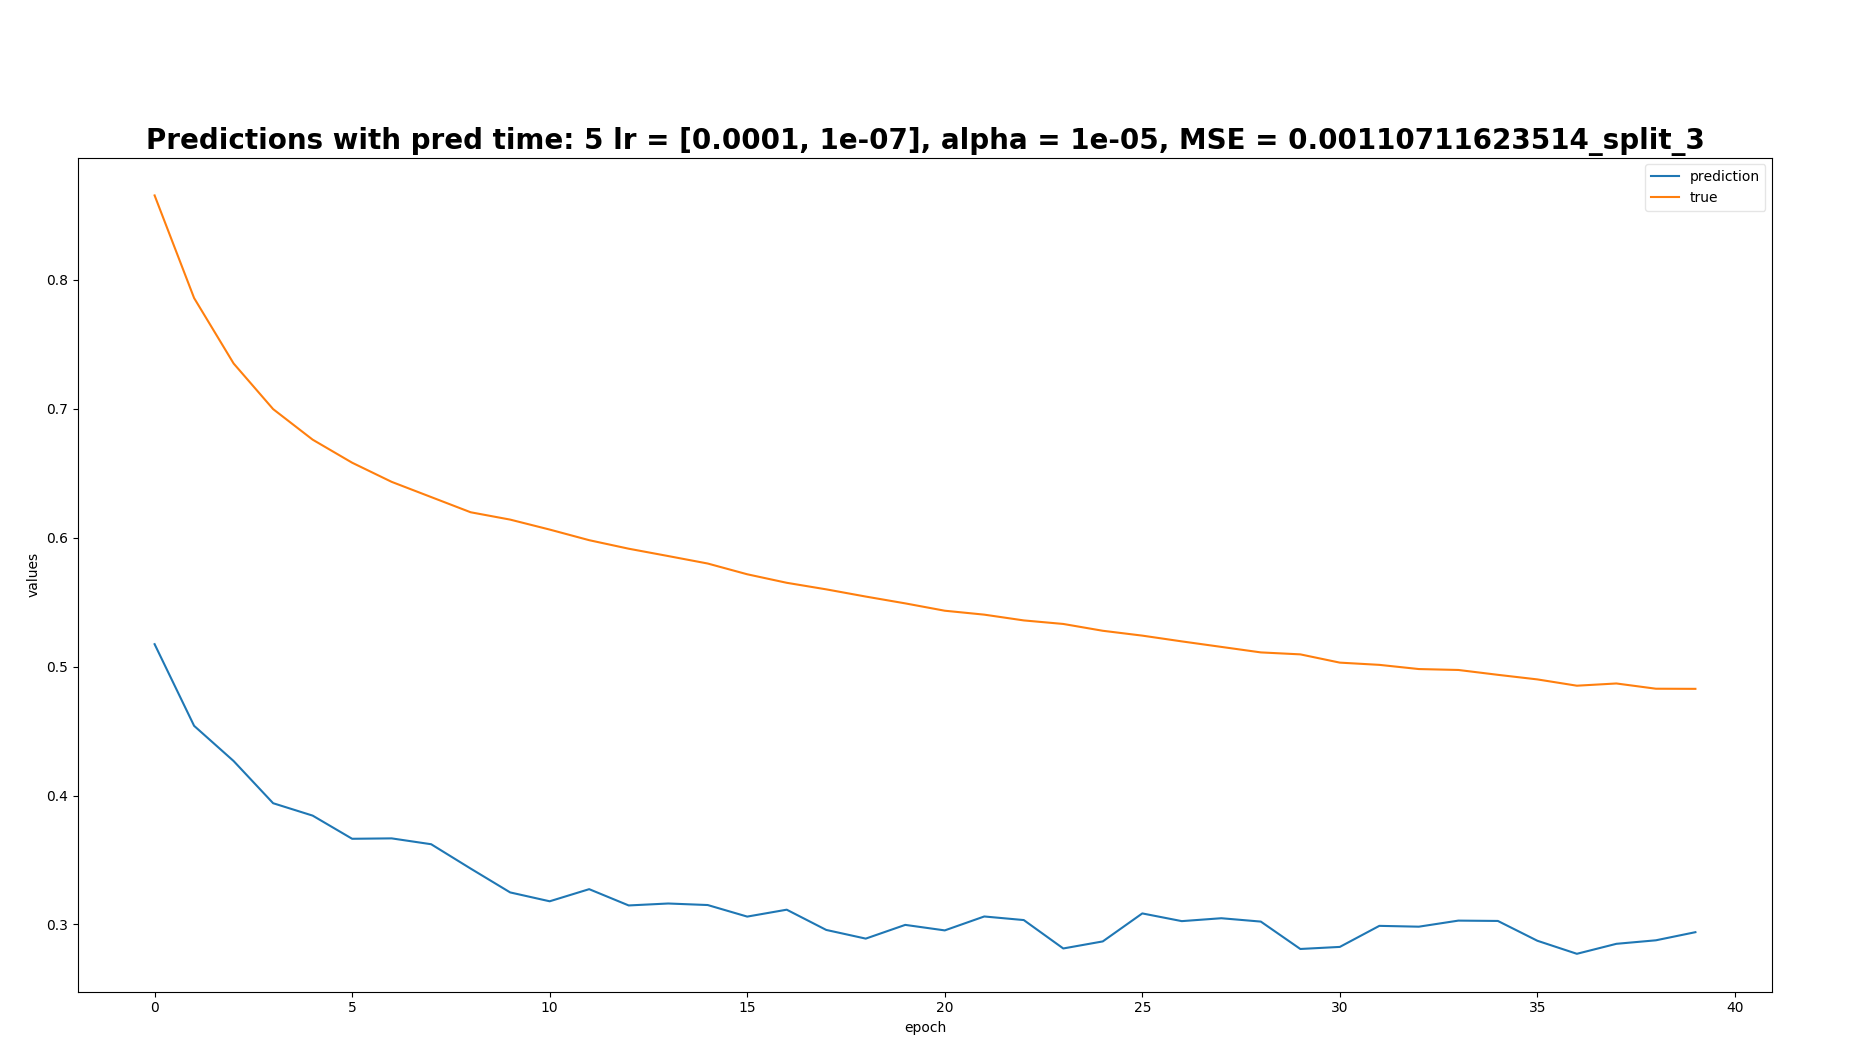 Predictions with pred time: 5 lr = [0.0001, 1e-07], alpha = 1e-05, MSE = 0.00110711623514_split_3
prediction
true
values
0.8
0.7
0.6
0.5
0.4
0.3
0 5 10 15 20 25 30 35 40
epoch